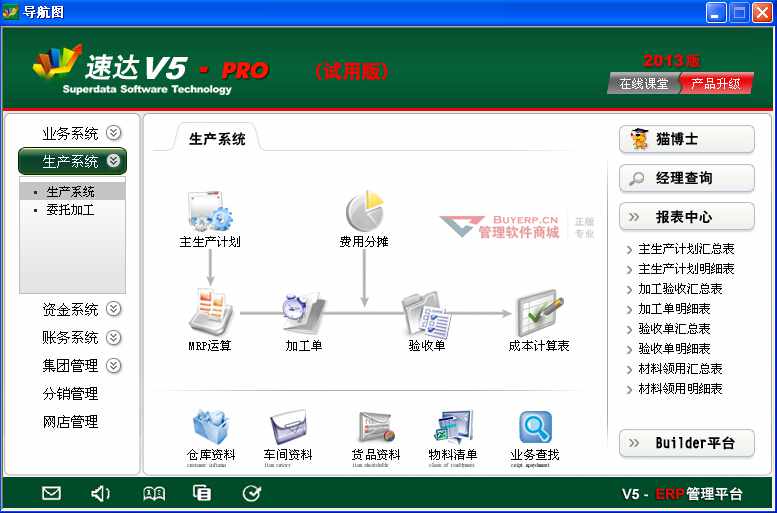 导航图
速达V5 - PRO
(试用版)
Superdata Software Technology
2013版
在线课堂
产品升级
业务系统
生产系统
生产系统
委托加工
资金系统
账务系统
集团管理
分销管理
网店管理
生产系统
主生产计划
费用分摊
BUYERP.CN
管理软件商城
正版
专业
MRP运算
加工单
验收单
成本计算表
仓库资料
车间资料
货品资料
物料清单
业务查找
猫博士
经理查询
报表中心
主生产计划汇总表
主生产计划明细表
加工验收汇总表
加工单明细表
验收单汇总表
验收单明细表
材料领用汇总表
材料领用明细表
Builder平台
V5 - ERP管理平台